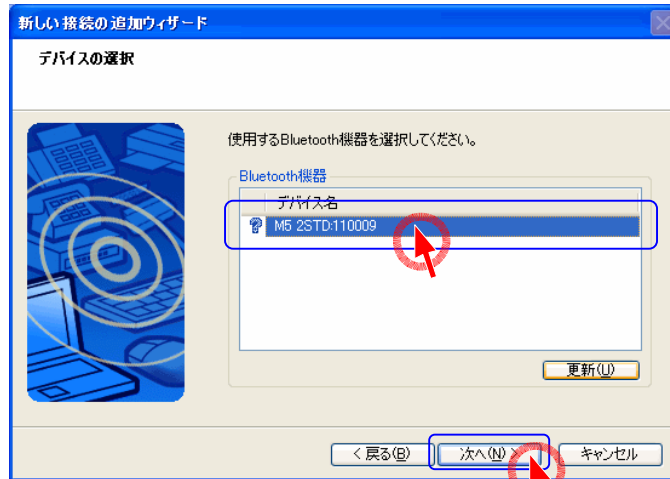 新しい接続の追加ウィザード
デバイスの選択
使用するBluetooth機器を選択してください。
Bluetooth機器
デバイス名
M5 2STD:110009
更新(U)
< 戻る(B)
次へ(N) >
キャンセル